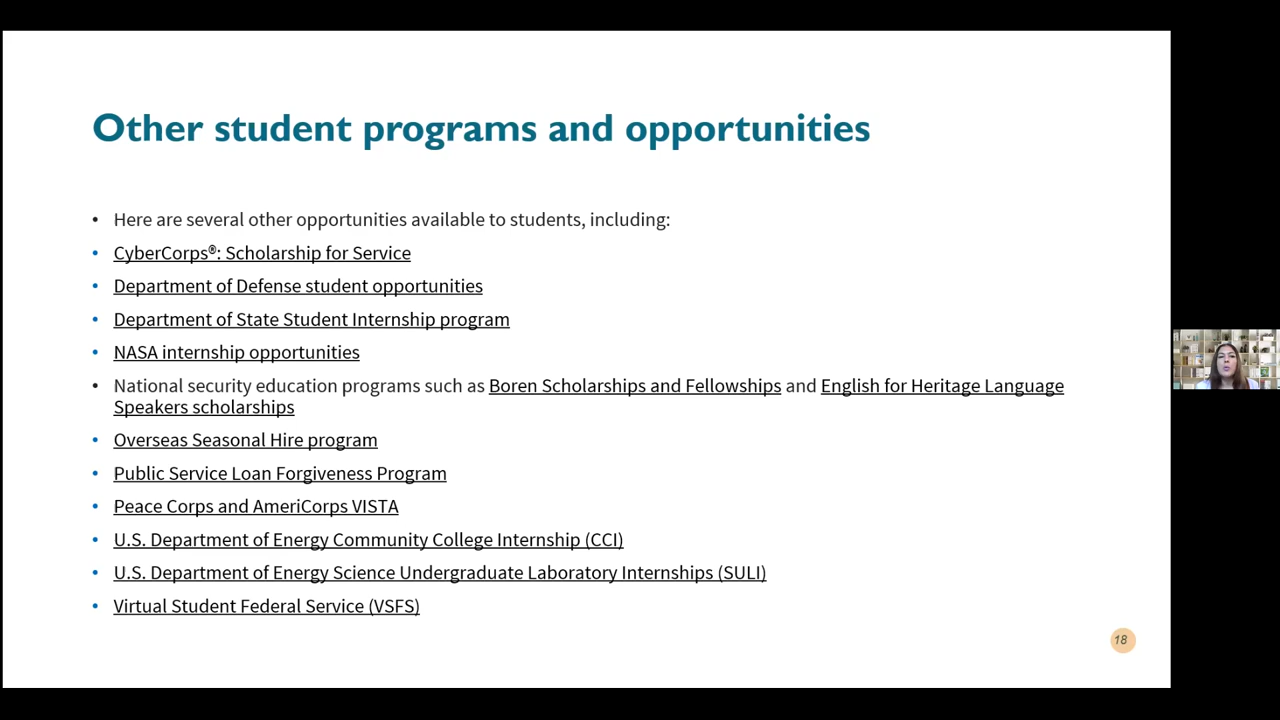 Other student programs and opportunities
• Here are several other opportunities available to students, including:
• CyberCorps®: Scholarship for Service
• Department of Defense student opportunities
• Department of State Student Internship program
• NASA internship opportunities
• National security education programs such as Boren Scholarships and Fellowships and English for Heritage Language
Speakers scholarships
• Overseas Seasonal Hire program
• Public Service Loan Forgiveness Program
• Peace Corps and AmeriCorps VISTA
• U.S. Department of Energy Community College Internship (CCI)
• U.S. Department of Energy Science Undergraduate Laboratory Internships (SULI)
• Virtual Student Federal Service (VSFS)
18